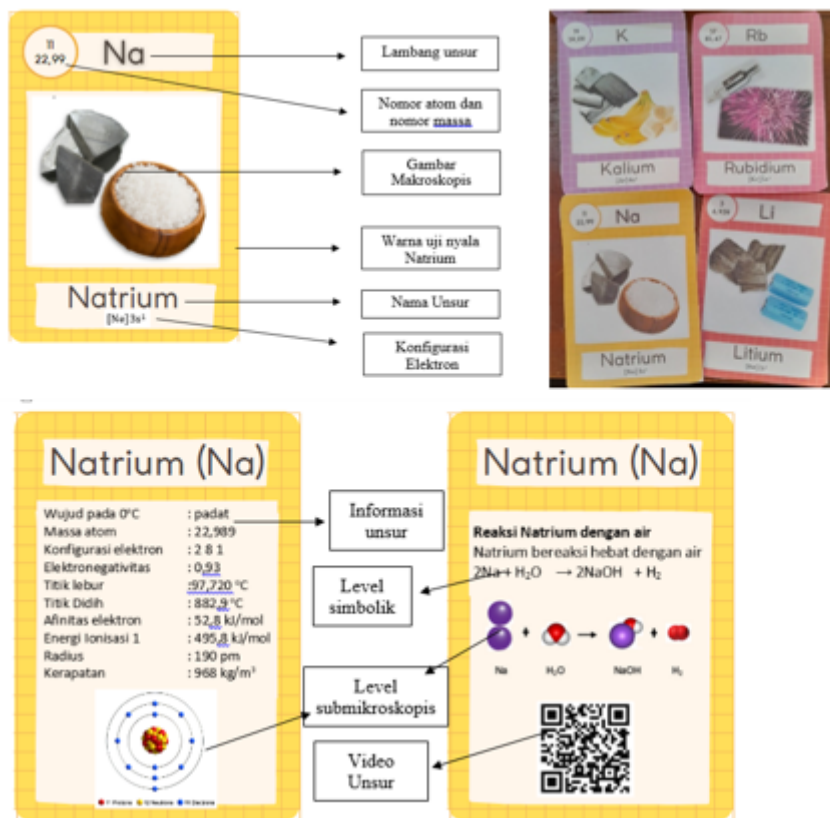 11
22,99
Na
Natrium
[Ne]3s¹
Lambang unsur
Nomor atom dan
nomor massa
Gambar
Makroskopis
Warna uji nyala
Natrium
Nama Unsur
Konfigurasi
Elektron
K
Kalium
Rb
Rubidium
Na
Natrium
Li
Litium
Natrium (Na)
Wujud pada 0°C : padat
Massa atom : 22,989
Konfigurasi elektron : 2 8 1
Elektronegativitas : 0,93
Titik lebur :97,720 °C
Titik Didih : 882,9 °C
Afinitas elektron : 52,8 kJ/mol
Energi Ionisasi 1 : 495,8 kJ/mol
Radius : 190 pm
Kerapatan : 968 kg/m³
Informasi
unsur
Level
simbolik
Level
submikroskopis
Video
Unsur
Natrium (Na)
Reaksi Natrium dengan air
Natrium bereaksi hebat dengan air
2Na + H₂O → 2NaOH + H₂
+ → +
Na H₂O NaOH H₂